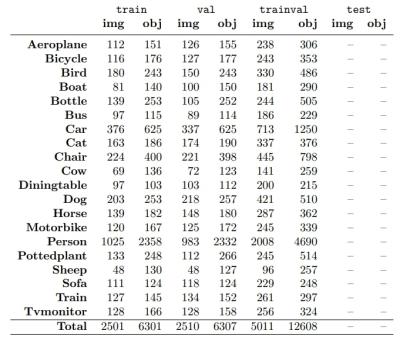 train val trainval test
img obj img obj img obj img obj
Aeroplane 112 151 126 155 238 306 – –
Bicycle 116 176 127 177 243 353 – –
Bird 180 243 150 243 330 486 – –
Boat 81 140 100 150 181 290 – –
Bottle 139 253 105 252 244 505 – –
Bus 97 115 89 114 186 229 – –
Car 376 625 337 625 713 1250 – –
Cat 163 186 174 190 337 376 – –
Chair 224 400 221 398 445 798 – –
Cow 69 136 72 123 141 259 – –
Diningtable 97 103 103 112 200 215 – –
Dog 203 253 218 257 421 510 – –
Horse 139 182 148 180 287 362 – –
Motorbike 120 167 125 172 245 339 – –
Person 1025 2358 983 2332 2008 4690 – –
Pottedplant 133 248 112 266 245 514 – –
Sheep 48 130 48 127 96 257 – –
Sofa 111 124 118 124 229 248 – –
Train 127 145 134 152 261 297 – –
Tvmonitor 128 166 128 158 256 324 – –
Total 2501 6301 2510 6307 5011 12608 – –